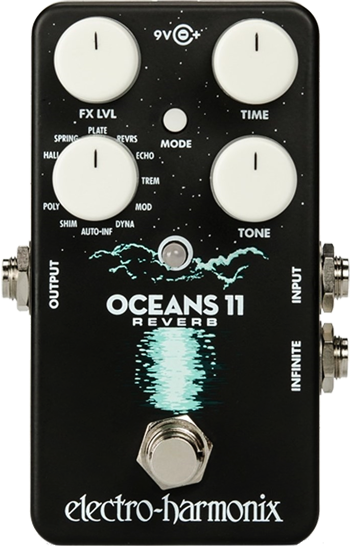 9V - +
FX LVL
TIME
MODE
PLATE
SPRING
REVRS
HALL
ECHO
TREM
POLY
MOD
SHIM
DYNA
AUTO-INF
TONE
OUTPUT
INPUT
INFINITE
OCEANS 11
REVERB
electro-harmonix